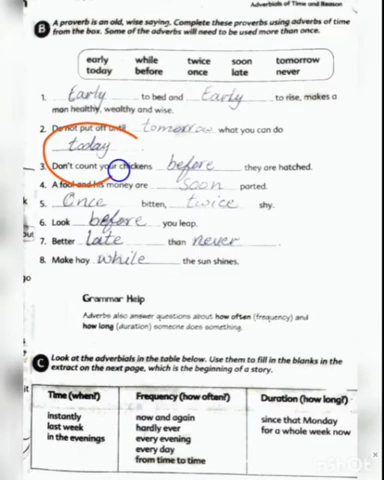 Adverbials of Time and Reason
B A proverb is an old, wise saying. Complete these proverbs using adverbs of time
from the box. Some of the adverbs will need to be used more than once.
early while twice soon tomorrow
today before once late never
1. Early to bed and Early to rise, makes a
man healthy, wealthy and wise.
2. Do not put off until tomorrow what you can do
today
3. Don't count your chickens before they are hatched.
4. A fool and his money are soon parted.
5. Once bitten, twice shy.
6. Look before you leap.
7. Better late than never.
8. Make hay while the sun shines.
Grammar Help
Adverbs also answer questions about how often (frequency) and
how long (duration) someone does something.
C Look at the adverbials in the table below. Use them to fill in the blanks in the
extract on the next page, which is the beginning of a story.
Time (when?) Frequency (how often?) Duration (how long?)
instantly now and again since that Monday
last week hardly ever for a whole week now
in the evenings every evening
every day
from time to time